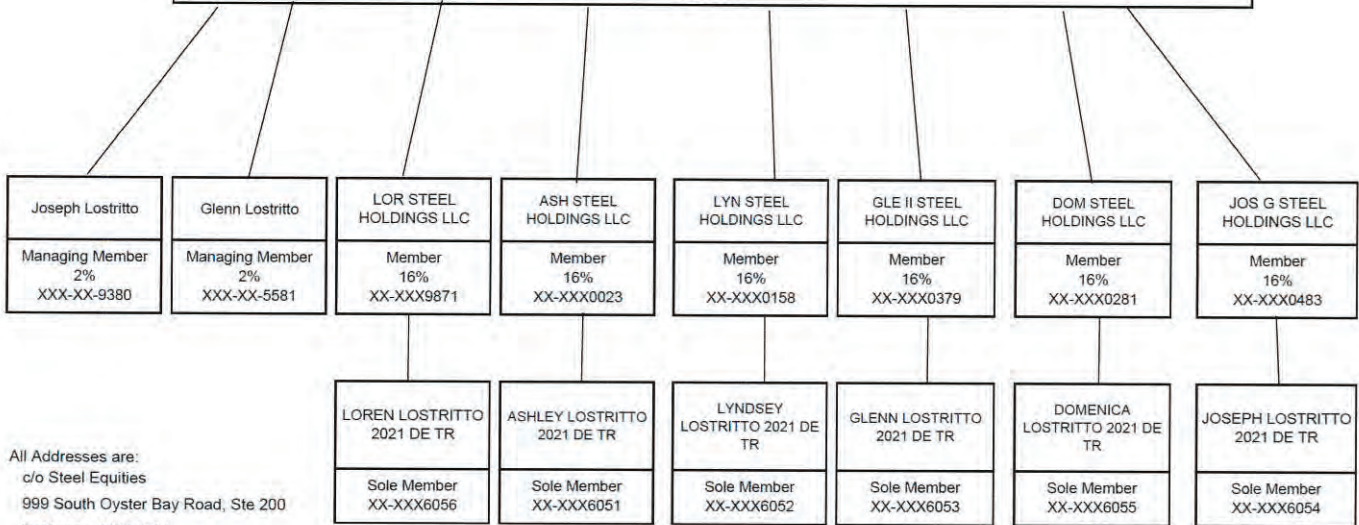 Joseph Lostritto
Managing Member
2%
XXX-XX-9380
Glenn Lostritto
Managing Member
2%
XXX-XX-5581
LOR STEEL
HOLDINGS LLC
Member
16%
XX-XXX9871
ASH STEEL
HOLDINGS LLC
Member
16%
XX-XXX0023
LYN STEEL
HOLDINGS LLC
Member
16%
XX-XXX0158
GLE II STEEL
HOLDINGS LLC
Member
16%
XX-XXX0379
DOM STEEL
HOLDINGS LLC
Member
16%
XX-XXX0281
JOS G STEEL
HOLDINGS LLC
Member
16%
XX-XXX0483
LOREN LOSTRITTO
2021 DE TR
Sole Member
XX-XXX6056
ASHLEY LOSTRITTO
2021 DE TR
Sole Member
XX-XXX6051
LYNDSEY
LOSTRITTO 2021 DE
TR
Sole Member
XX-XXX6052
GLENN LOSTRITTO
2021 DE TR
Sole Member
XX-XXX6053
DOMENICA
LOSTRITTO 2021 DE
TR
Sole Member
XX-XXX6055
JOSEPH LOSTRITTO
2021 DE TR
Sole Member
XX-XXX6054
All Addresses are:
c/o Steel Equities
999 South Oyster Bay Road, Ste 200